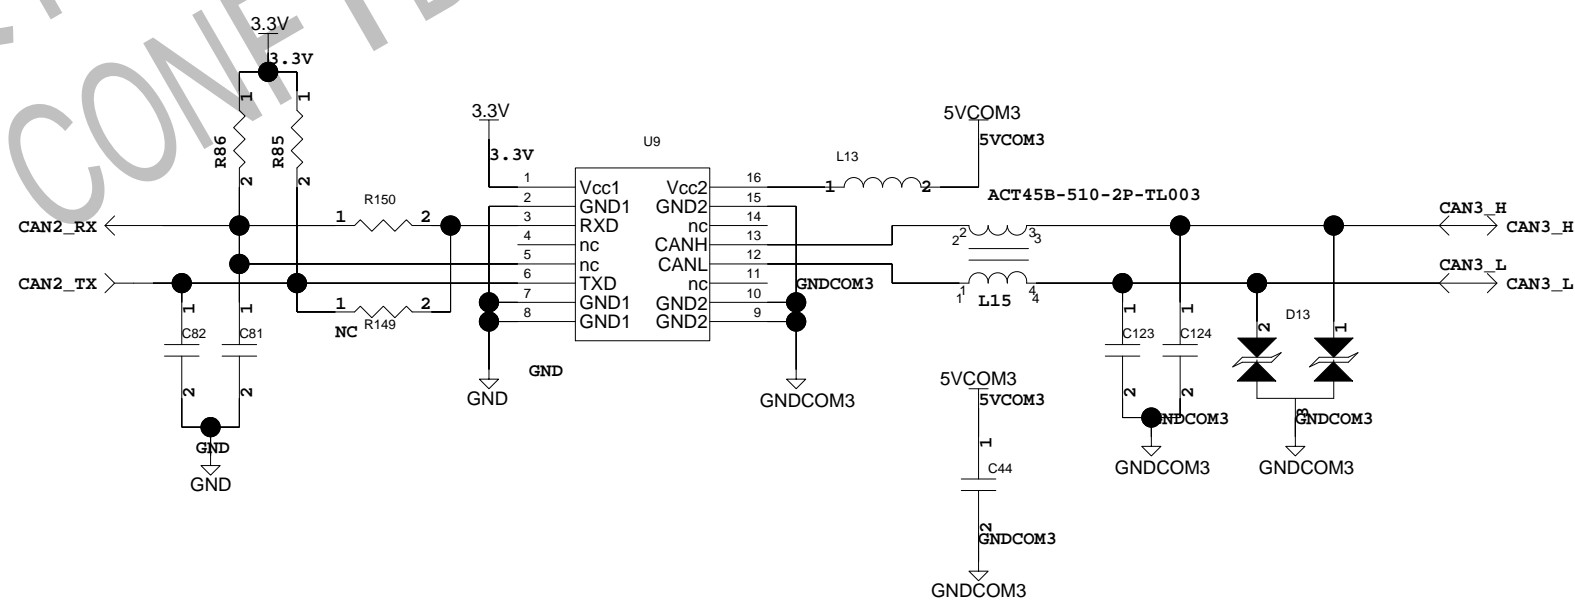 CONF
3.3V
3.3V
1
1
R86
R85
2
2
3.3V
3.3V
U9
5VCOM3
5VCOM3
L13
1
2
ACT45B-510-2P-TL003
1 Vcc1
2 GND1
3 RXD
4 nc
5 nc
6 TXD
7 GND1
8 GND1
Vcc2 16
GND2 15
nc 14
CANH 13
CANL 12
nc 11
GND2 10
GND2 9
R150
1
2
CAN2_RX
CAN2_TX
1
2
NC R149
1
1
C82
C81
2
2
GND
GND
GND
GND
GNDCOM3
GNDCOM3
2 2
3 3
1
4 4
L15
CAN3_H
CAN3_H
CAN3_L
CAN3_L
1
1
C123
C124
2
2
GNDCOM3
GNDCOM3
D13
2
1
3
GNDCOM3
GNDCOM3
5VCOM3
5VCOM3
1
C44
2
GNDCOM3
GNDCOM3